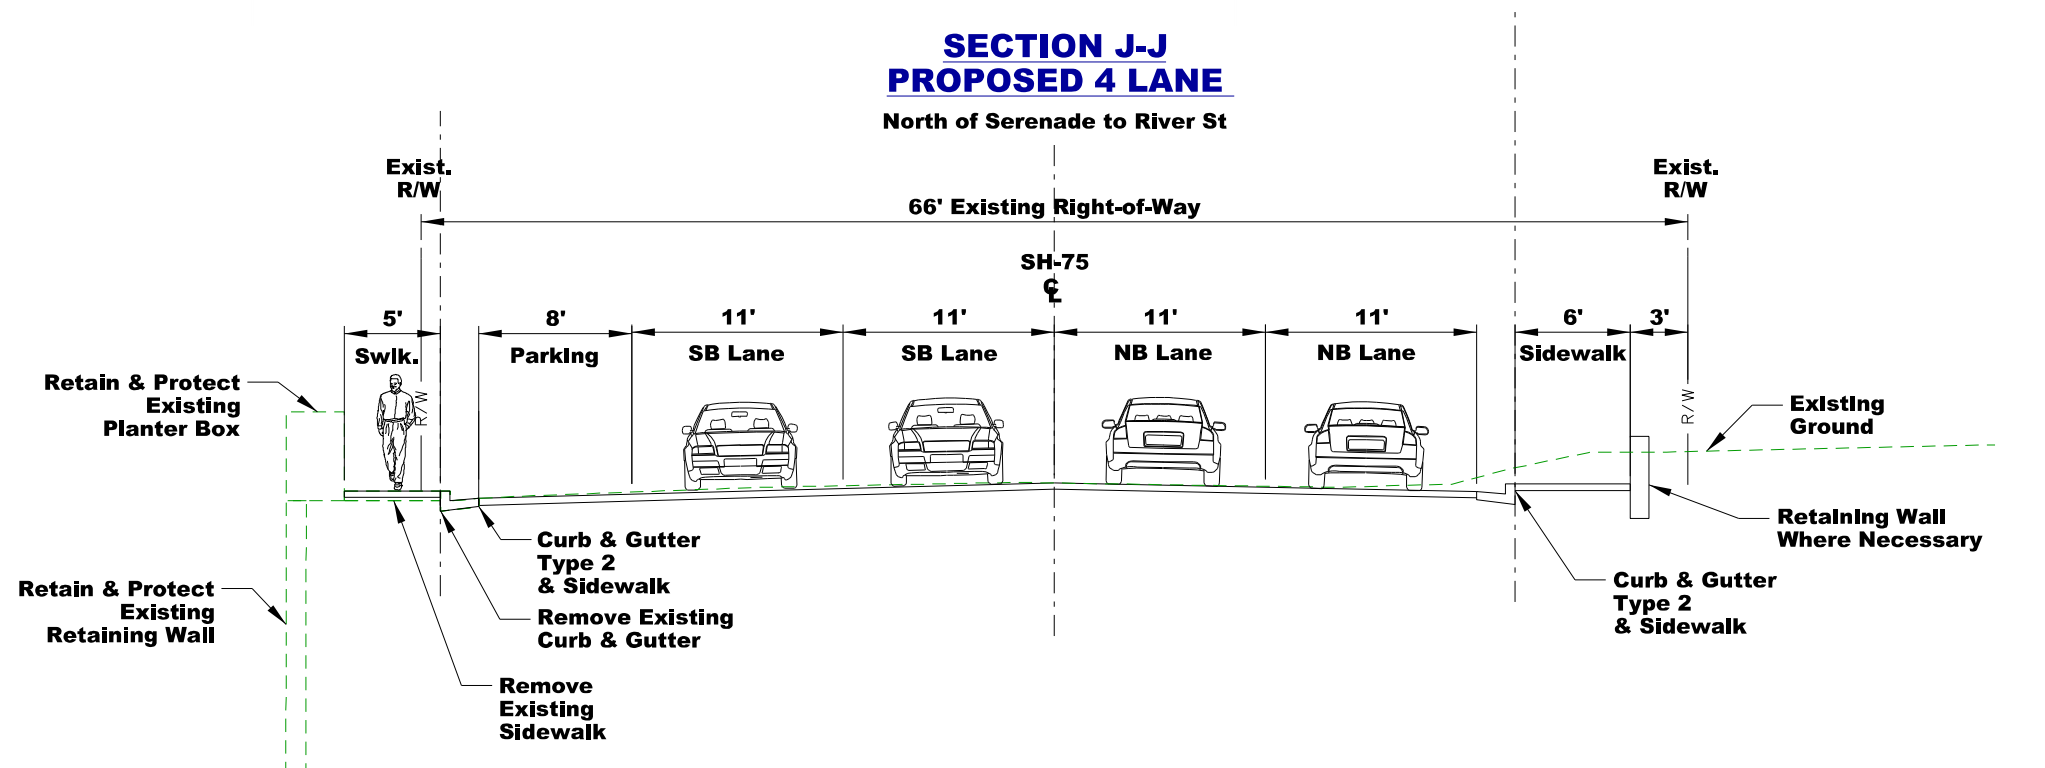 SECTION J-J
PROPOSED 4 LANE
North of Serenade to River St
Exist.
R/W
Exist.
R/W
66' Existing Right-of-Way
SH-75
CL
5'
8'
11'
11'
11'
11'
6'
3'
Swlk.
Parking
SB Lane
SB Lane
NB Lane
NB Lane
Sidewalk
R/W
R/W
Retain & Protect
Existing
Planter Box
Existing
Ground
Retaining Wall
Where Necessary
Curb & Gutter
Type 2
& Sidewalk
Curb & Gutter
Type 2
& Sidewalk
Retain & Protect
Existing
Retaining Wall
Remove Existing
Curb & Gutter
Remove
Existing
Sidewalk